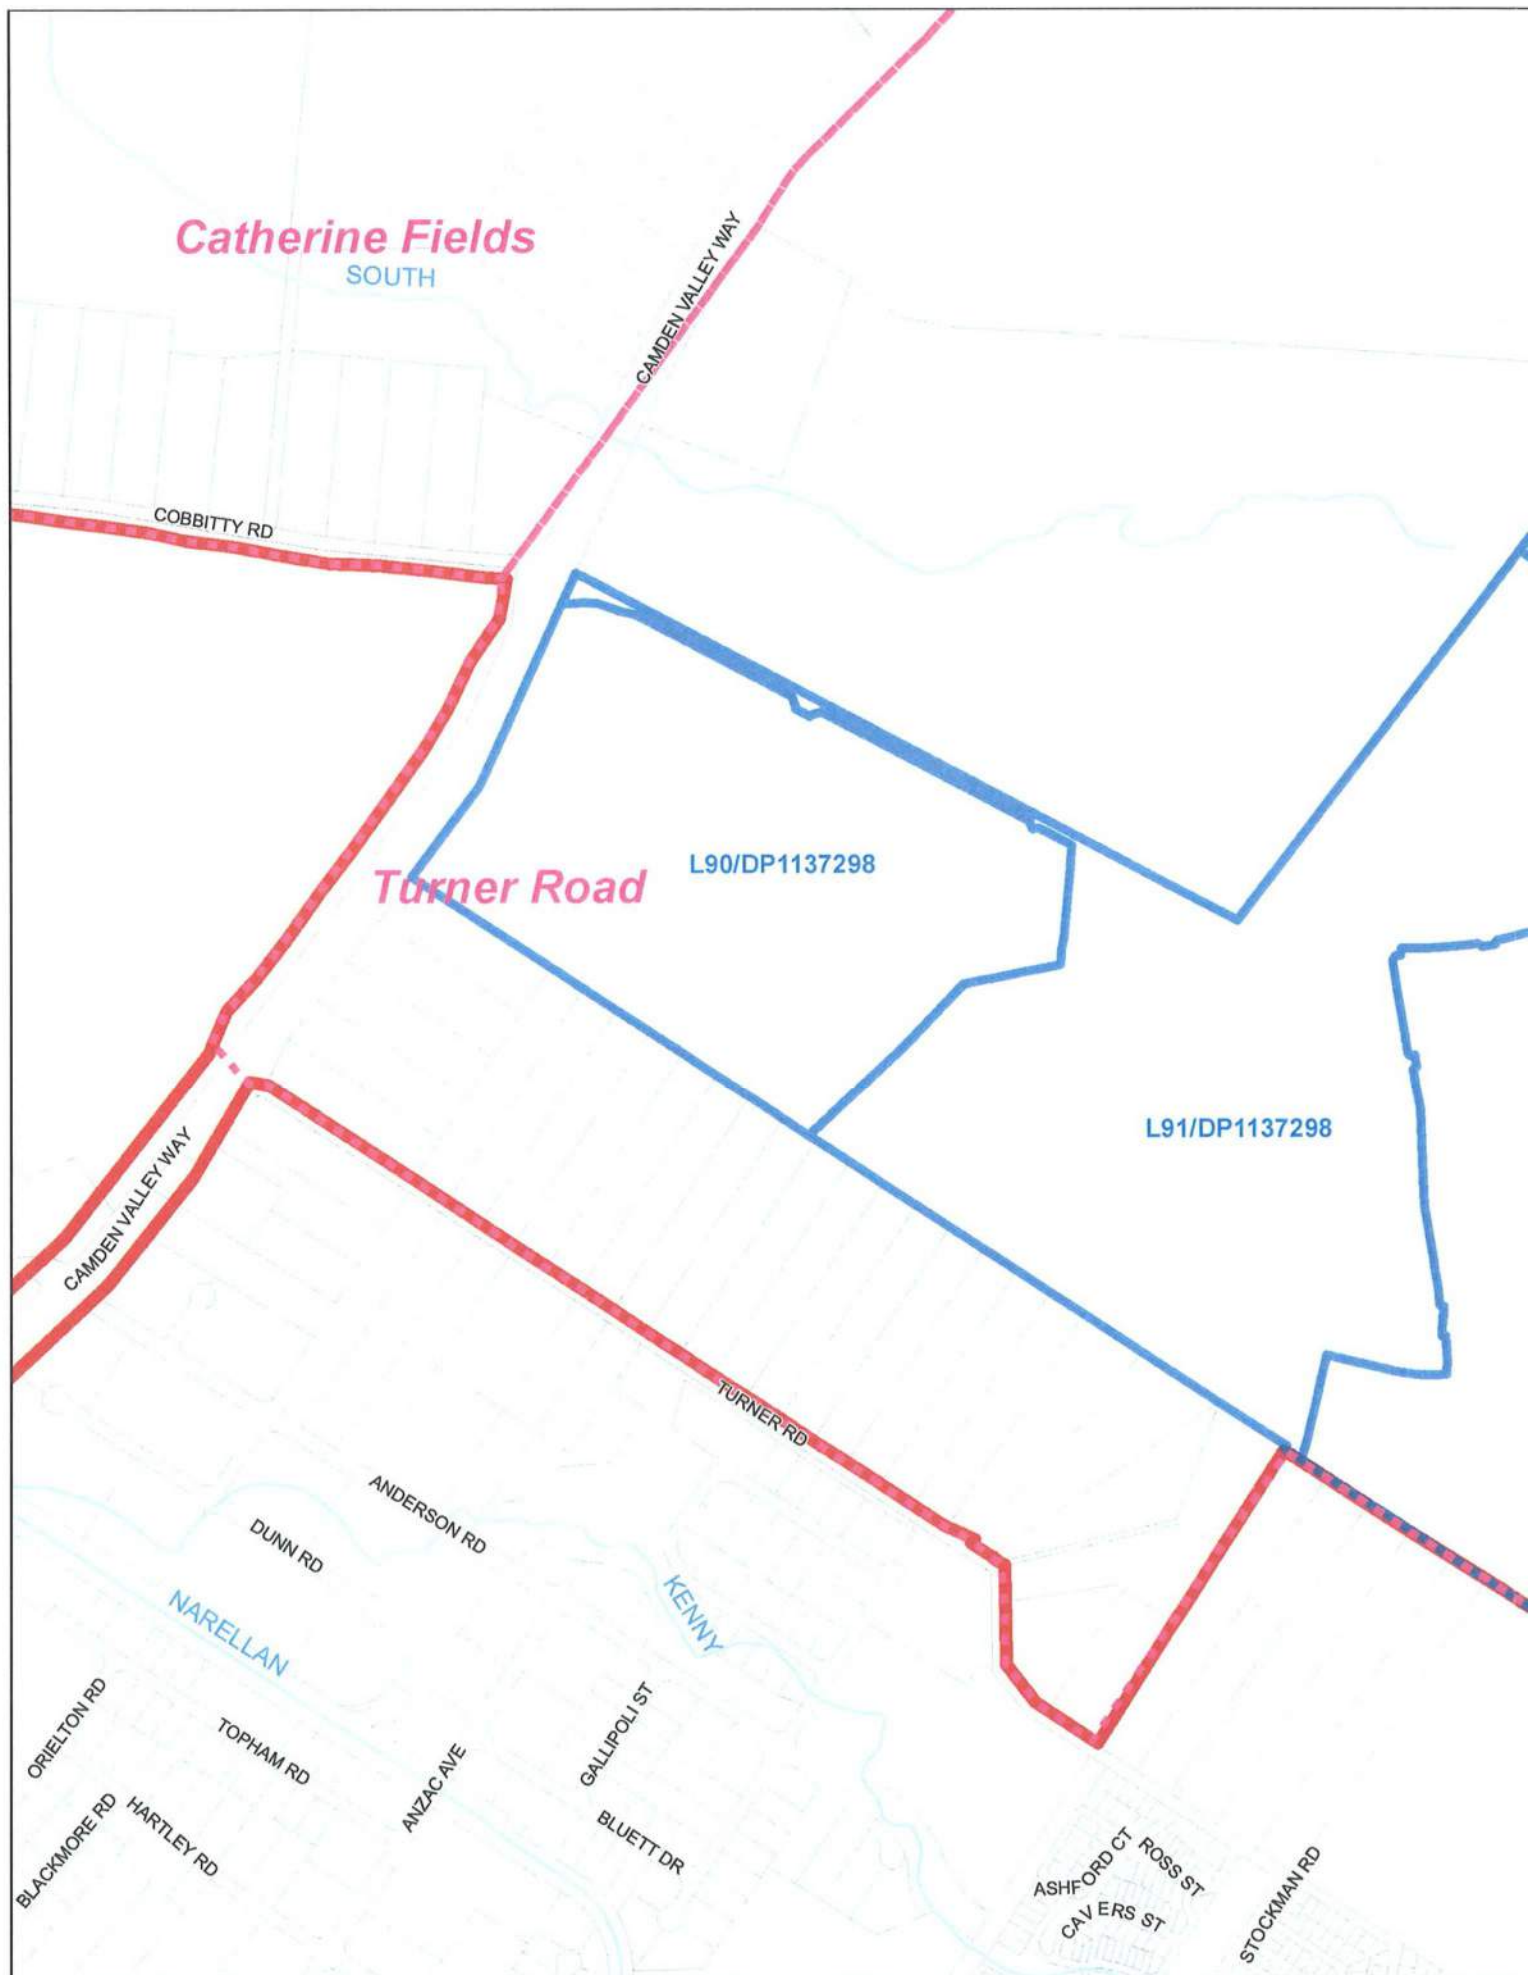 Catherine Fields
SOUTH
CAMDEN VALLEY WAY
COBBITTY RD
L90/DP1137298
Turner Road
L91/DP1137298
CAMDEN VALLEY WAY
TURNER RD
ANDERSON RD
DUNN RD
NARELLAN
KENNY
ORIELTON RD
TOPHAM RD
ANZAC AVE
GALLIPOLI ST
BLACKMORE RD
HARTLEY RD
BLUETT DR
ASHFORD CT
ROSS ST
CAVERS ST
STOCKMAN RD